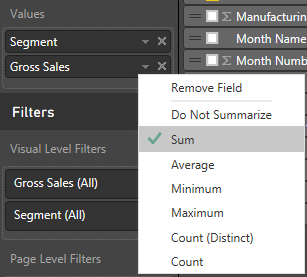 Values
Segment
Gross Sales
Filters
Visual Level Filters
Gross Sales (All)
Segment (All)
Page Level Filters
Manufacturin
Month Name
Month Numb
Remove Field
Do Not Summarize
Sum
Average
Minimum
Maximum
Count (Distinct)
Count